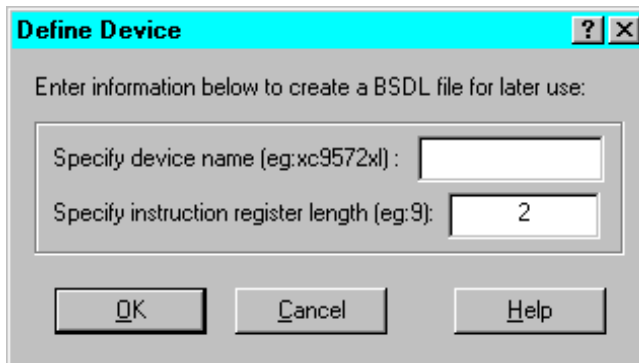 Define Device
Enter information below to create a BSDL file for later use:
Specify device name (eg:xc9572xl) :
Specify instruction register length (eg:9): 2
OK Cancel Help